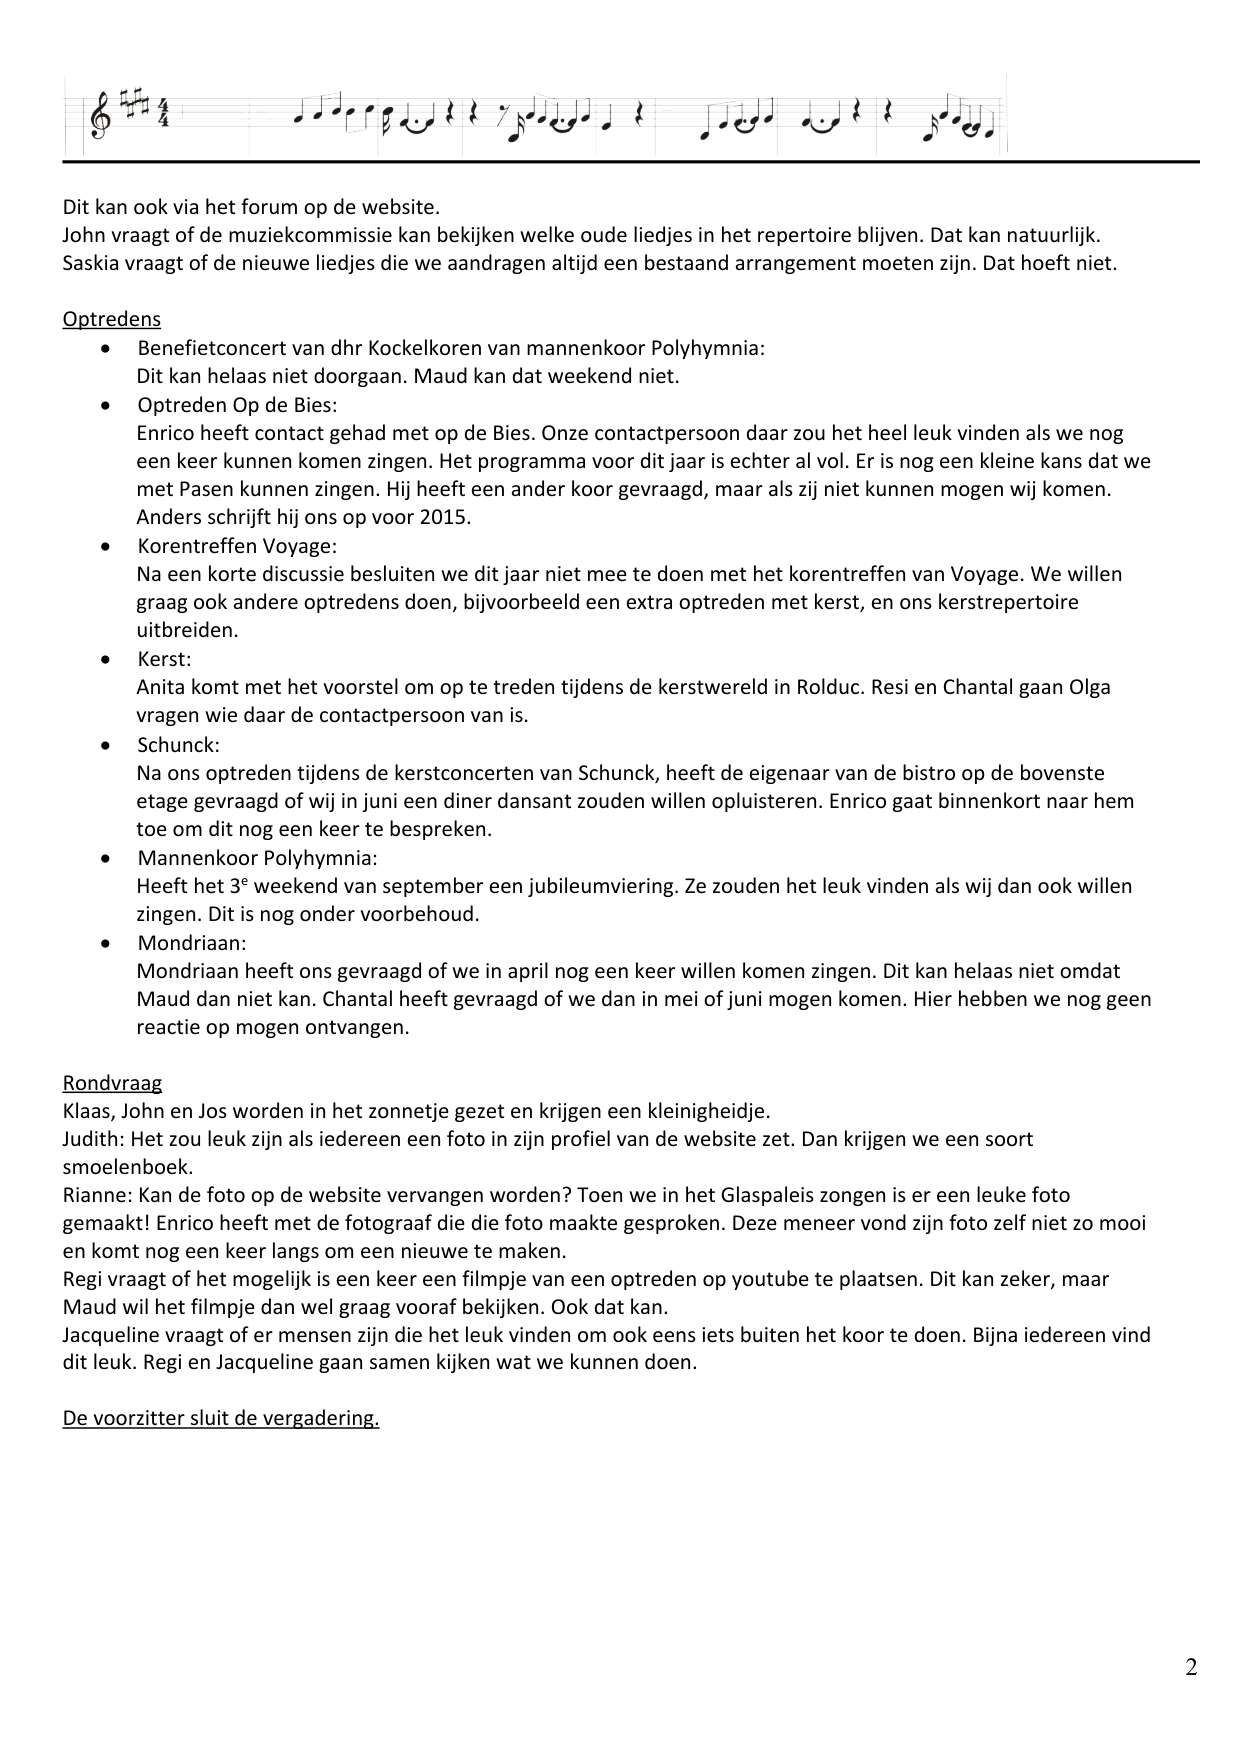 Dit kan ook via het forum op de website.
John vraagt of de muziekcommissie kan bekijken welke oude liedjes in het repertoire blijven. Dat kan natuurlijk.
Saskia vraagt of de nieuwe liedjes die we aandragen altijd een bestaand arrangement moeten zijn. Dat hoeft niet.
Optredens
• Benefietconcert van dhr Kockelkoren van mannenkoor Polyhymnia:
Dit kan helaas niet doorgaan. Maud kan dat weekend niet.
• Optreden Op de Bies:
Enrico heeft contact gehad met op de Bies. Onze contactpersoon daar zou het heel leuk vinden als we nog
een keer kunnen komen zingen. Het programma voor dit jaar is echter al vol. Er is nog een kleine kans dat we
met Pasen kunnen zingen. Hij heeft een ander koor gevraagd, maar als zij niet kunnen mogen wij komen.
Anders schrijft hij ons op voor 2015.
• Korentreffen Voyage:
Na een korte discussie besluiten we dit jaar niet mee te doen met het korentreffen van Voyage. We willen
graag ook andere optredens doen, bijvoorbeeld een extra optreden met kerst, en ons kerstrepertoire
uitbreiden.
• Kerst:
Anita komt met het voorstel om op te treden tijdens de kerstwereld in Rolduc. Resi en Chantal gaan Olga
vragen wie daar de contactpersoon van is.
• Schunck:
Na ons optreden tijdens de kerstconcerten van Schunck, heeft de eigenaar van de bistro op de bovenste
etage gevraagd of wij in juni een diner dansant zouden willen opluisteren. Enrico gaat binnenkort naar hem
toe om dit nog een keer te bespreken.
• Mannenkoor Polyhymnia:
Heeft het 3e weekend van september een jubileumviering. Ze zouden het leuk vinden als wij dan ook willen
zingen. Dit is nog onder voorbehoud.
• Mondriaan:
Mondriaan heeft ons gevraagd of we in april nog een keer willen komen zingen. Dit kan helaas niet omdat
Maud dan niet kan. Chantal heeft gevraagd of we dan in mei of juni mogen komen. Hier hebben we nog geen
reactie op mogen ontvangen.
Rondvraag
Klaas, John en Jos worden in het zonnetje gezet en krijgen een kleinigheidje.
Judith: Het zou leuk zijn als iedereen een foto in zijn profiel van de website zet. Dan krijgen we een soort
smoelenboek.
Rianne: Kan de foto op de website vervangen worden? Toen we in het Glaspaleis zongen is er een leuke foto
gemaakt! Enrico heeft met de fotograaf die die foto maakte gesproken. Deze meneer vond zijn foto zelf niet zo mooi
en komt nog een keer langs om een nieuwe te maken.
Regi vraagt of het mogelijk is een keer een filmpje van een optreden op youtube te plaatsen. Dit kan zeker, maar
Maud wil het filmpje dan wel graag vooraf bekijken. Ook dat kan.
Jacqueline vraagt of er mensen zijn die het leuk vinden om ook eens iets buiten het koor te doen. Bijna iedereen vind
dit leuk. Regi en Jacqueline gaan samen kijken wat we kunnen doen.
De voorzitter sluit de vergadering.
2